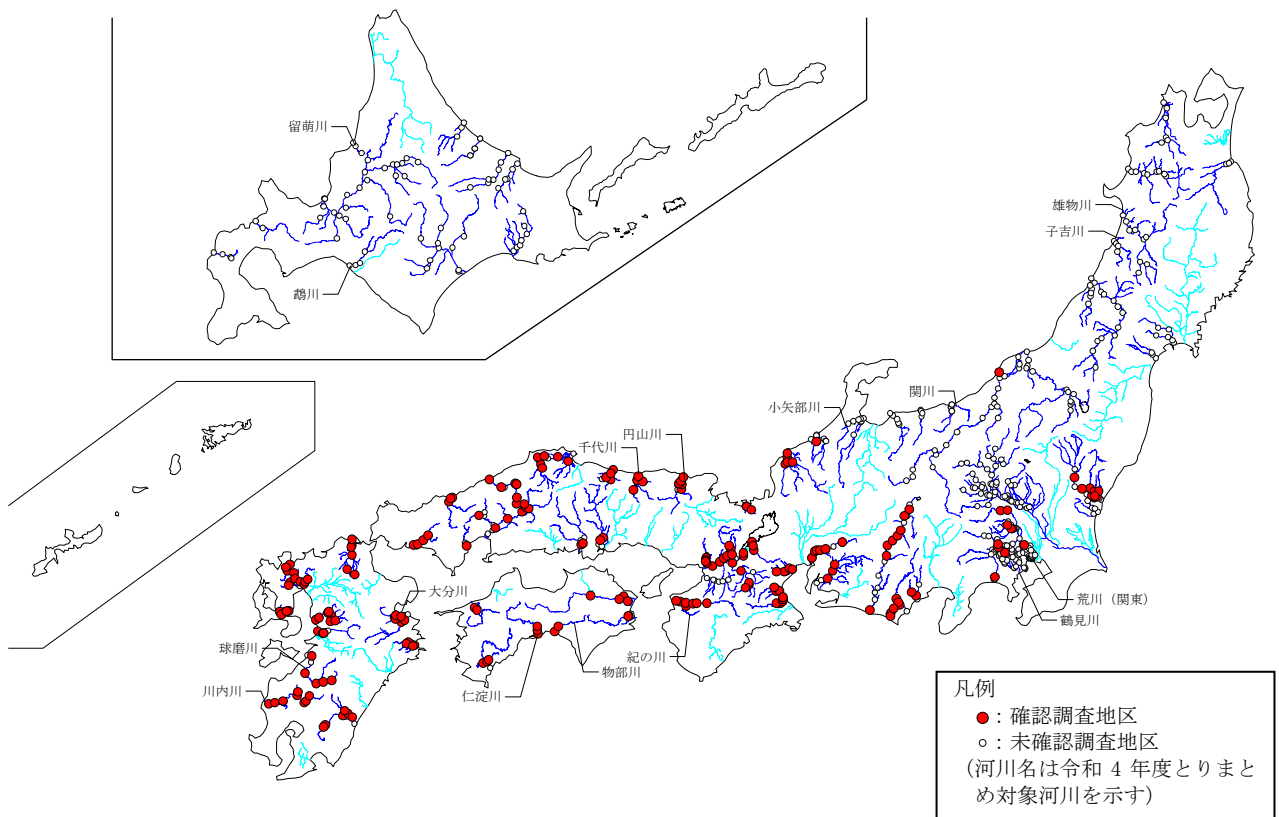 留萌川
鵡川
雄物川
子吉川
関川
小矢部川
円山川
千代川
大分川
球磨川
川内川
仁淀川
物部川
紀の川
荒川（関東）
鶴見川
凡例
●：確認調査地区
○：未確認調査地区
(河川名は令和 4 年度とりまと
め対象河川を示す)